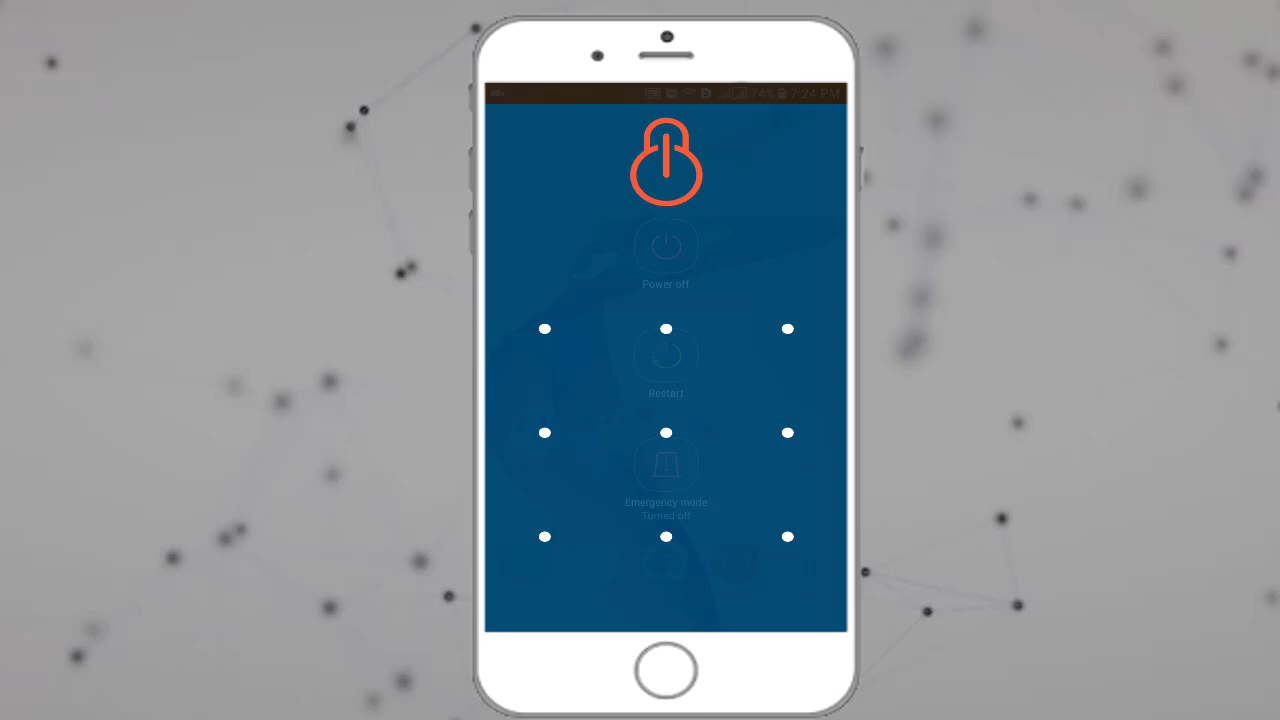 74% 7:24 PM
Power off
Restart
Emergency mode
Turned off